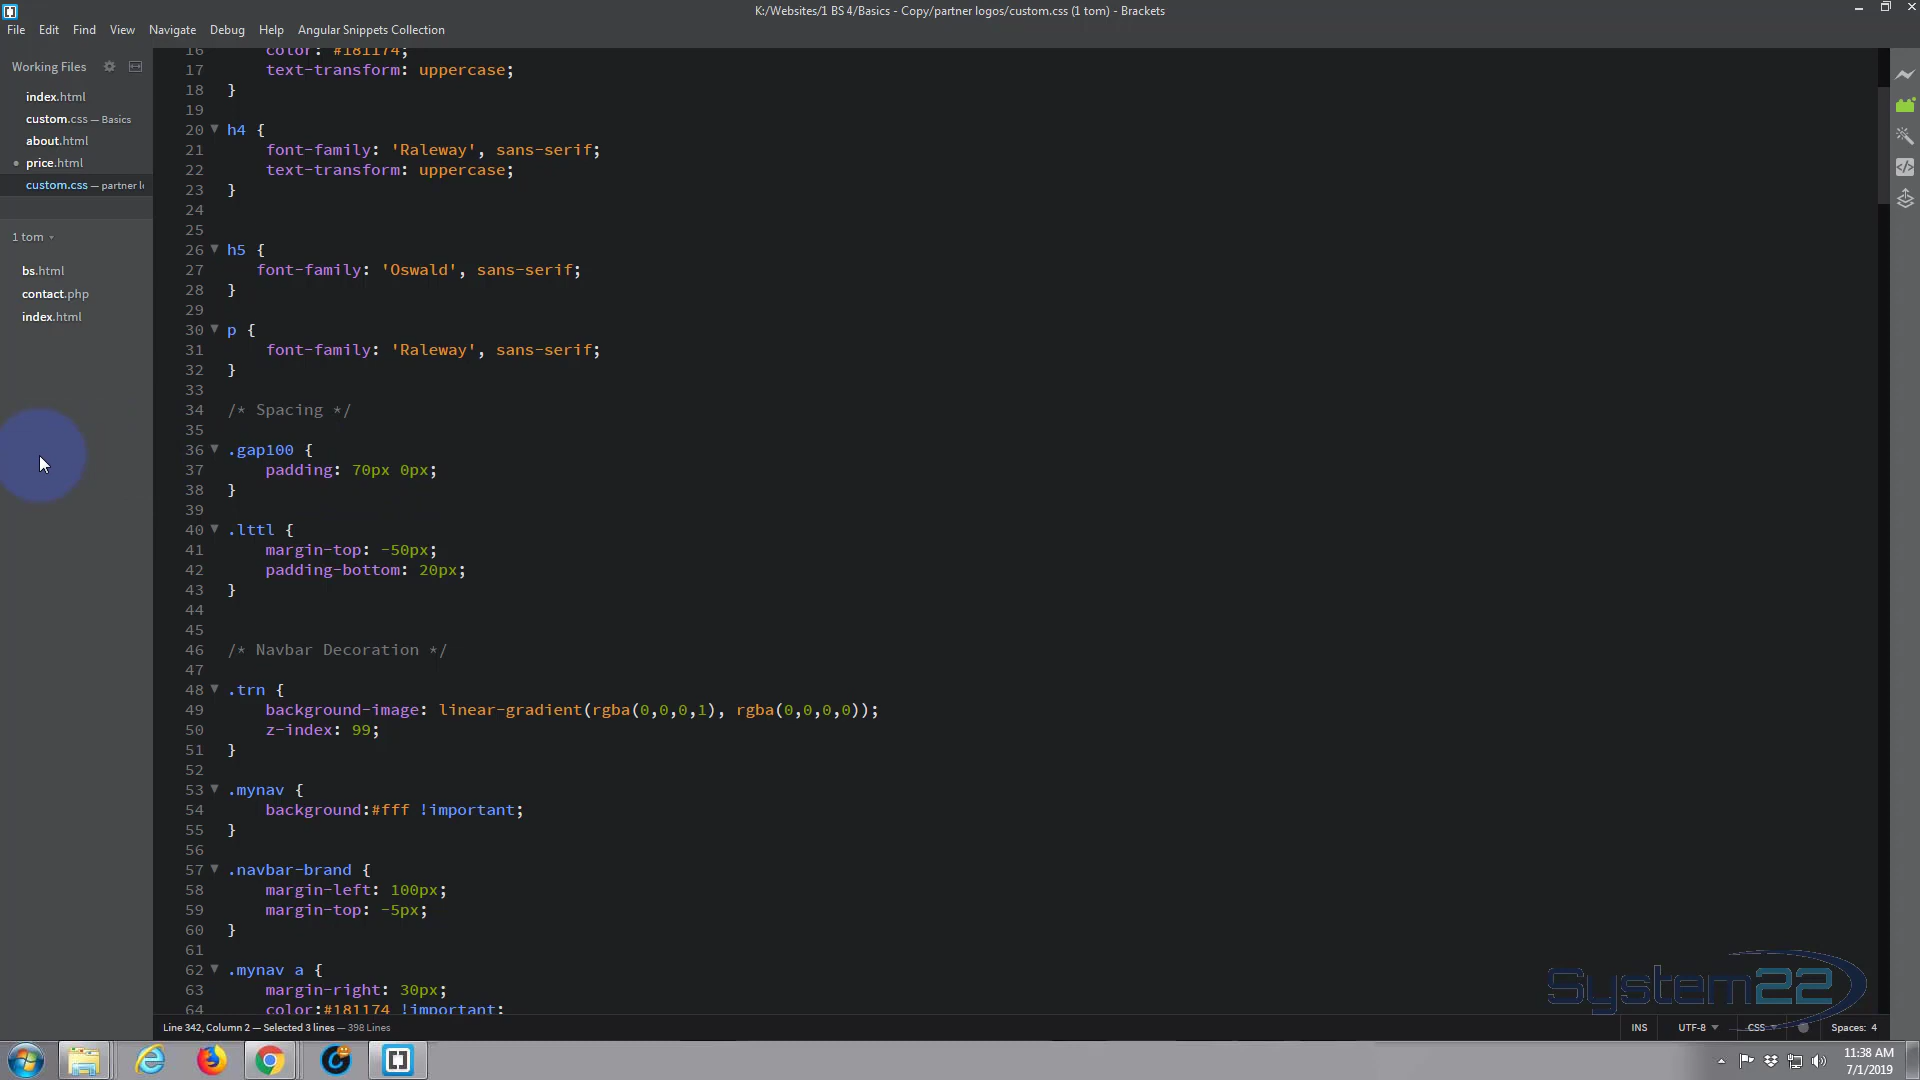 K:/Websites/1 BS 4/Basics - Copy/partner logos/custom.css (1 tom) - Brackets
File Edit Find View Navigate Debug Help Angular Snippets Collection
Working Files
index.html
custom.css — Basics
about.html
price.html
custom.css — partner l
1 tom
bs.html
contact.php
index.html
16 color: #181174;
17 text-transform: uppercase;
18 }
19
20 h4 {
21 font-family: 'Raleway', sans-serif;
22 text-transform: uppercase;
23 }
24
25
26 h5 {
27 font-family: 'Oswald', sans-serif;
28 }
29
30 p {
31 font-family: 'Raleway', sans-serif;
32 }
33
34 /* Spacing */
35
36 .gap100 {
37 padding: 70px 0px;
38 }
39
40 .lttl {
41 margin-top: -50px;
42 padding-bottom: 20px;
43 }
44
45
46 /* Navbar Decoration */
47
48 .trn {
49 background-image: linear-gradient(rgba(0,0,0,1), rgba(0,0,0,0));
50 z-index: 99;
51 }
52
53 .mynav {
54 background:#fff !important;
55 }
56
57 .navbar-brand {
58 margin-left: 100px;
59 margin-top: -5px;
60 }
61
62 .mynav a {
63 margin-right: 30px;
64 color:#181174 !important;
System22
Line 342, Column 2 — Selected 3 lines — 398 Lines
INS UTF-8 CSS Spaces: 4
11:38 AM
7/1/2019